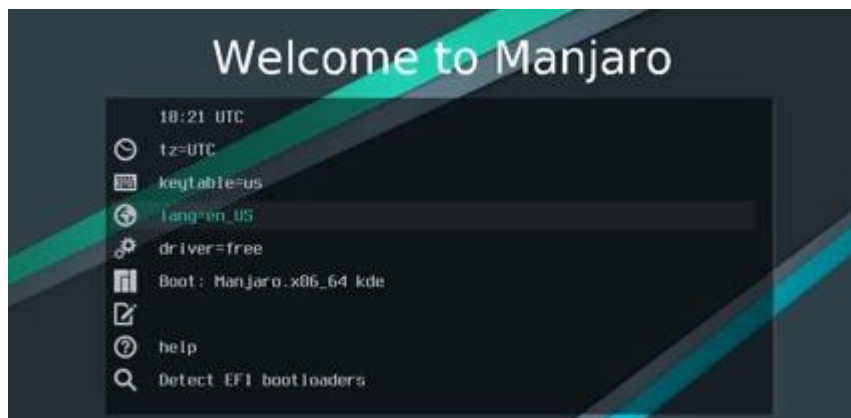 Welcome to Manjaro
18:21 UTC
tz=UTC
keytable=us
lang=en_US
driver=free
Boot: Manjaro.x86_64 kde
help
Detect EFI bootloaders